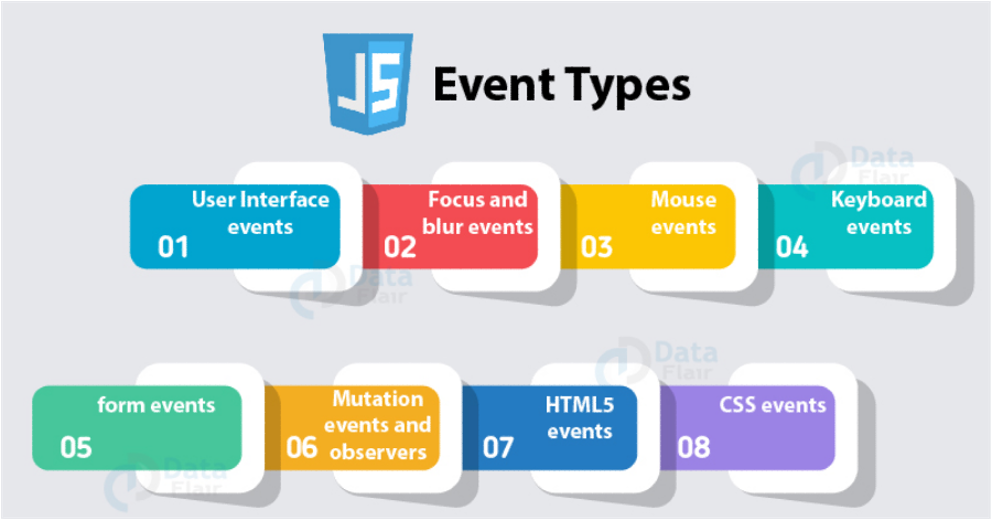 JS Event Types
User Interface
events
01
Focus and
blur events
02
Mouse
events
03
Keyboard
events
04
form events
05
Mutation
events and
observers
06
HTML5
events
07
CSS events
08
Data
Flair
Data
Flair
Data
Flair
Data
Flair